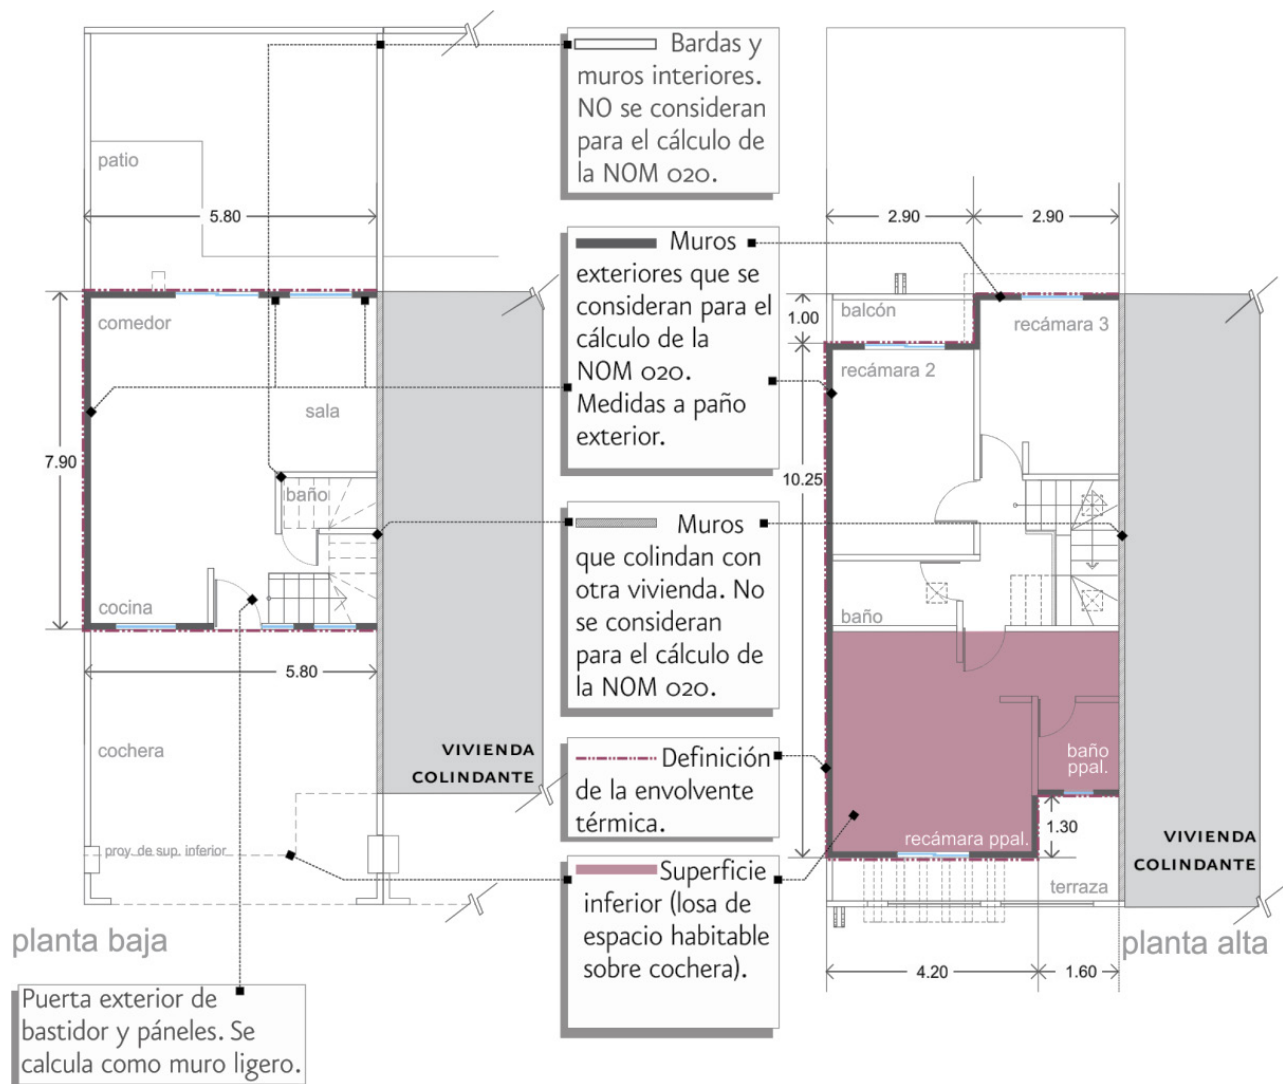 Bardas y
muros interiores.
NO se consideran
para el cálculo de
la NOM 020.
patio
5.80
2.90
2.90
Muros
exteriores que se
consideran para el
cálculo de la
NOM 020.
Medidas a paño
exterior.
comedor
sala
7.90
baño
cocina
5.80
cochera
VIVIENDA
COLINDANTE
proy. de sup. inferior
planta baja
Puerta exterior de
bastidor y páneles. Se
calcula como muro ligero.
Muros
que colindan con
otra vivienda. No
se consideran
para el cálculo de
la NOM 020.
Definición
de la envolvente
térmica.
Superficie
inferior (losa de
espacio habitable
sobre cochera).
1.00
balcón
recámara 3
recámara 2
10.25
baño
baño
ppal.
recámara ppal.
1.30
terraza
VIVIENDA
COLINDANTE
planta alta
4.20
1.60